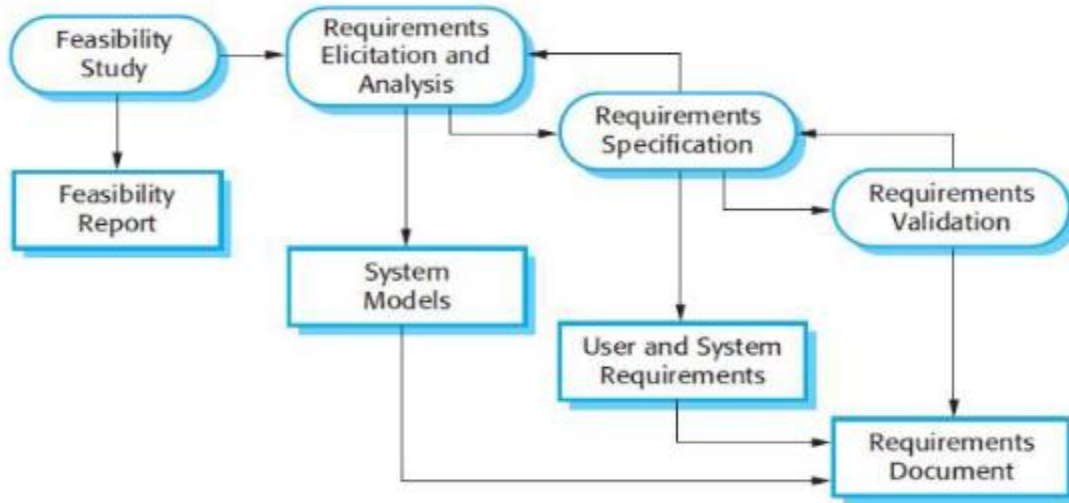 Feasibility
Study
Requirements
Elicitation and
Analysis
Requirements
Specification
Feasibility
Report
Requirements
Validation
System
Models
User and System
Requirements
Requirements
Document